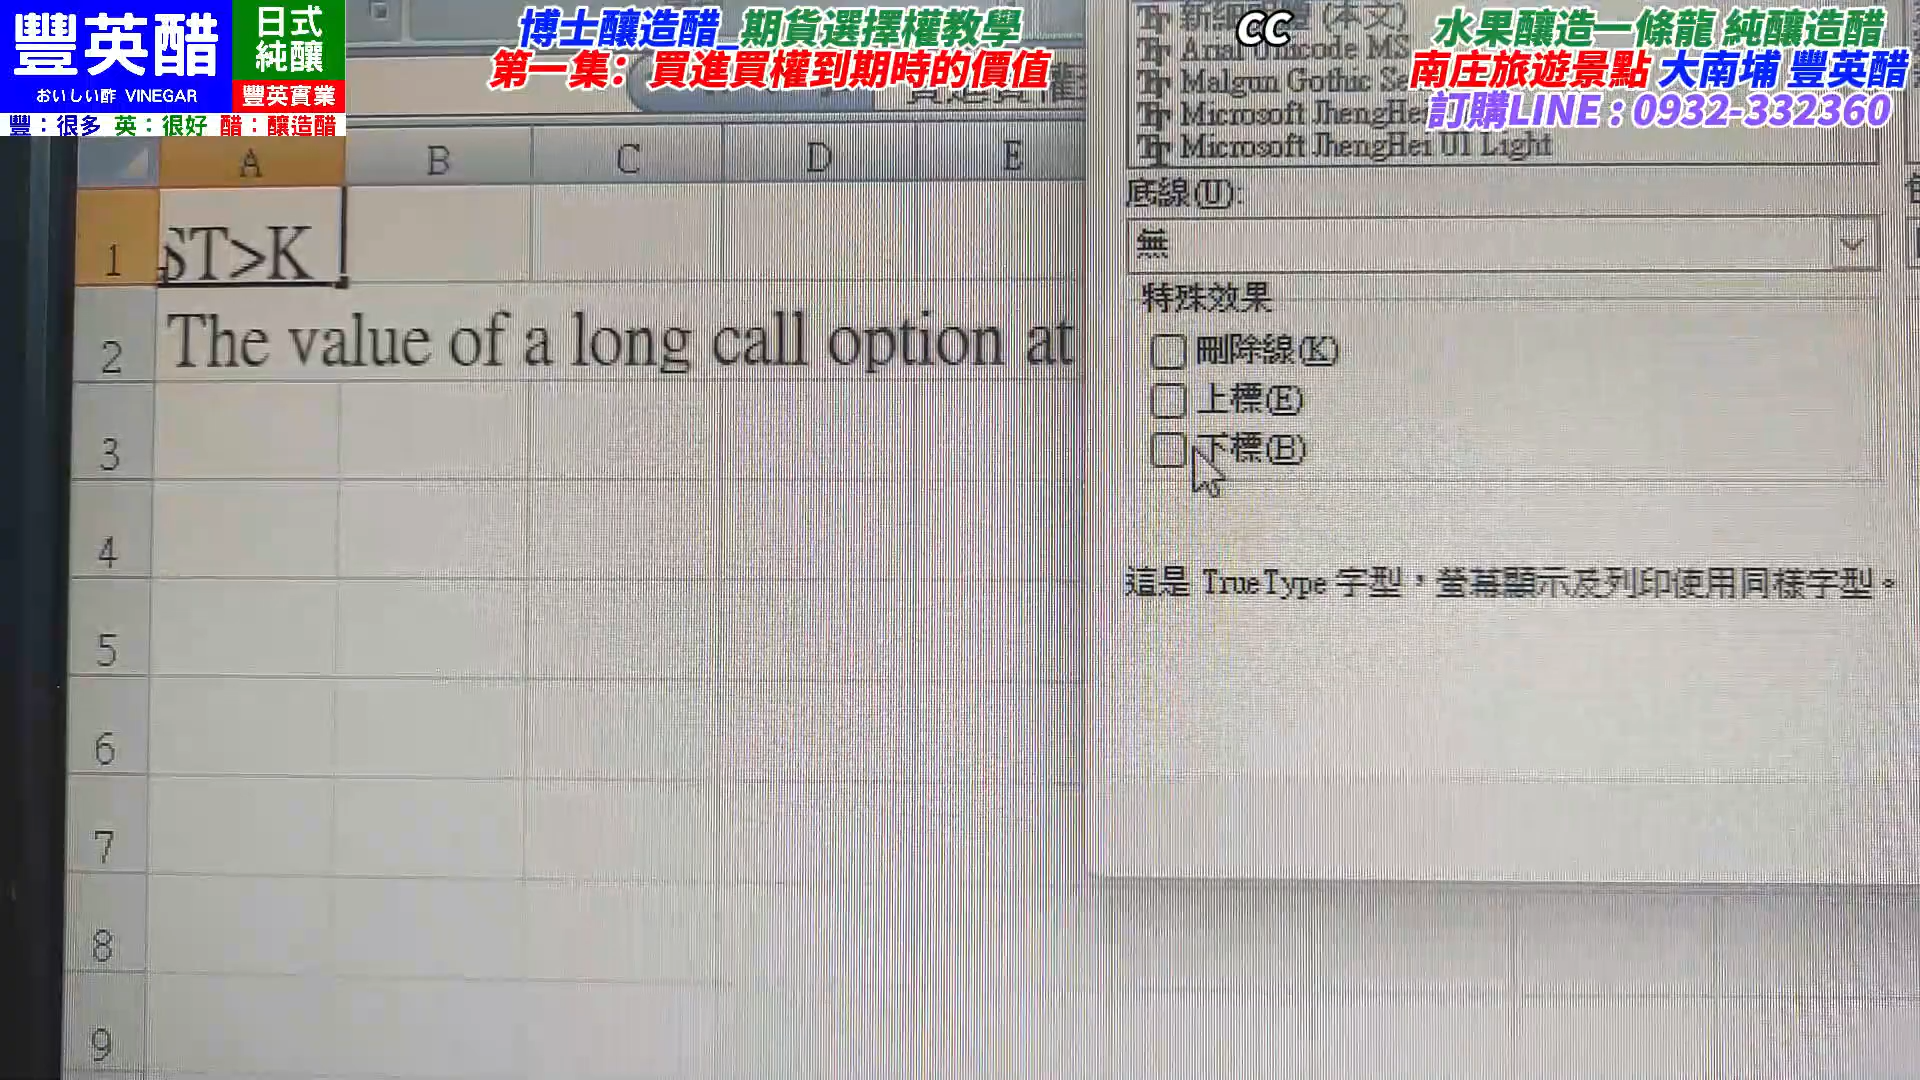 豐英醋
おいしい酢 VINEGAR
日式
純釀
豐英實業
豐：很多 英：很好 醋：釀造醋
博士釀造醋_期貨選擇權教學
第一集：買進買權到期時的價值
cc
水果釀造一條龍 純釀造醋
南庄旅遊景點 大南埔 豐英醋
訂購LINE : 0932-332360
A B C D E
1 ST>K
2 The value of a long call option at
3
4
5
6
7
8
9
(本文)
Malgun Gothic Se
Microsoft JhengHei
Microsoft JhengHei UI Light
底線(U):
無
特殊效果
刪除線(K)
上標(E)
下標(B)
這是 TrueType 字型，螢幕顯示及列印使用同樣字型。